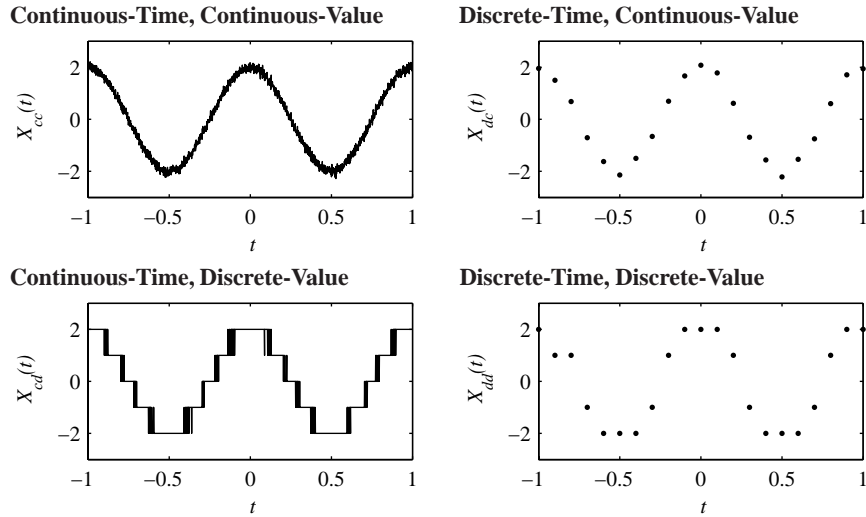 Continuous-Time, Continuous-Value
2
0
−2
X_cc(t)
−1 −0.5 0 0.5 1
t
Discrete-Time, Continuous-Value
2
0
−2
X_dc(t)
−1 −0.5 0 0.5 1
t
Continuous-Time, Discrete-Value
2
0
−2
X_cd(t)
−1 −0.5 0 0.5 1
t
Discrete-Time, Discrete-Value
2
0
−2
X_dd(t)
−1 −0.5 0 0.5 1
t